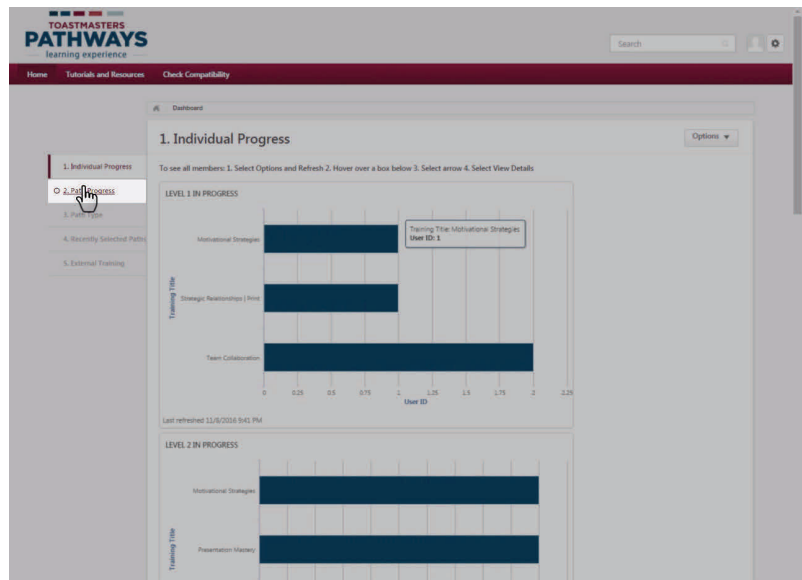 TOASTMASTERS
PATHWAYS
learning experience
Search
Home Tutorials and Resources Check Compatibility
Dashboard
1. Individual Progress
Options
1. Individual Progress
2. Path Progress
3. Path Type
4. Recently Selected Paths
5. External Training
To see all members: 1. Select Options and Refresh 2. Hover over a box below 3. Select arrow 4. Select View Details
LEVEL 1 IN PROGRESS
Training Title: Motivational Strategies
User ID: 1
Motivational Strategies
Strategic Relationships | Print
Team Collaboration
Training Title
0 0.25 0.5 0.75 1 1.25 1.5 1.75 2 2.25
User ID
Last refreshed 11/8/2016 9:41 PM
LEVEL 2 IN PROGRESS
Motivational Strategies
Presentation Mastery
Training Title